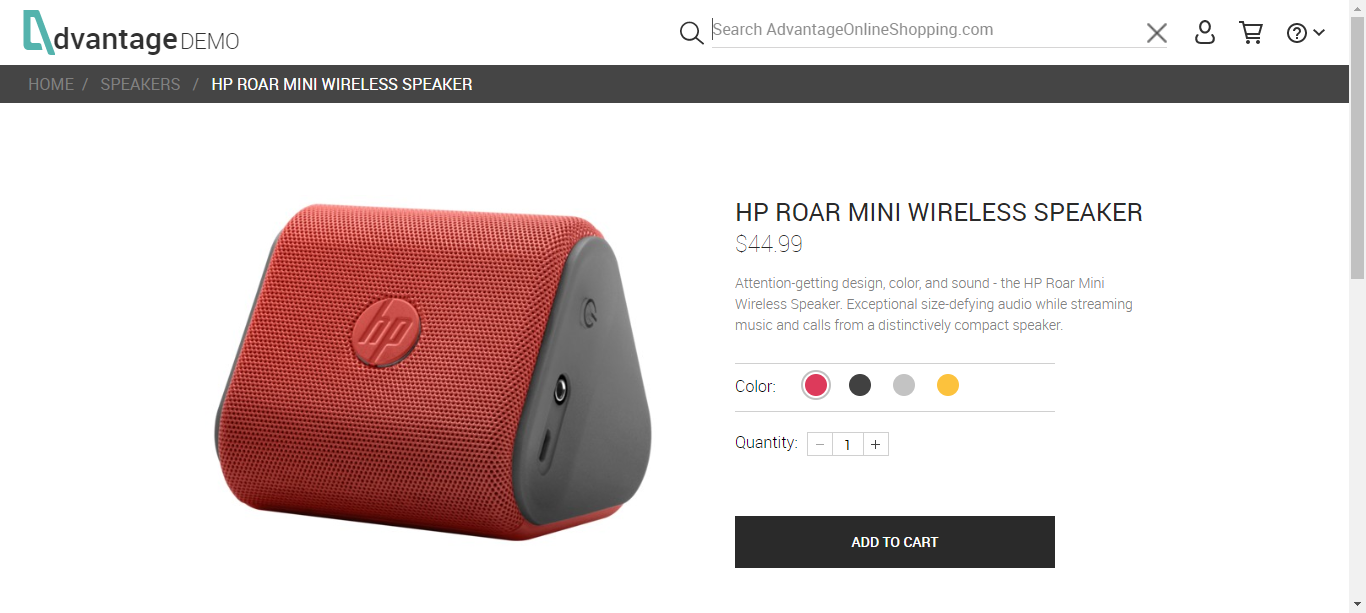 dvantage DEMO
Search AdvantageOnlineShopping.com
HOME / SPEAKERS / HP ROAR MINI WIRELESS SPEAKER
hp
HP ROAR MINI WIRELESS SPEAKER
$44.99
Attention-getting design, color, and sound - the HP Roar Mini
Wireless Speaker. Exceptional size-defying audio while streaming
music and calls from a distinctively compact speaker.
Color:
Quantity: − 1 +
ADD TO CART